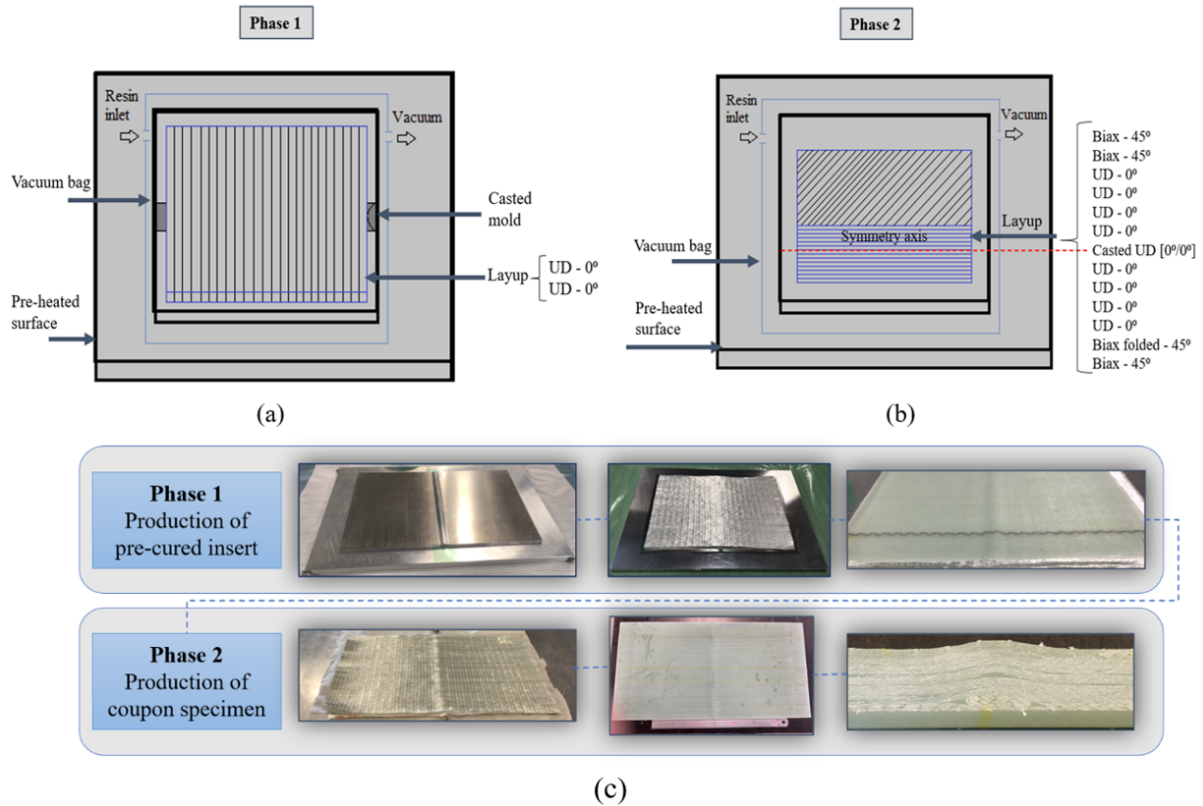 Phase 1
Resin
inlet
Vacuum
Vacuum bag
Casted
mold
Layup
UD - 0º
UD - 0º
Pre-heated
surface
(a)
Phase 2
Resin
inlet
Vacuum
Biax - 45º
Biax - 45º
UD - 0º
UD - 0º
UD - 0º
UD - 0º
Casted UD [0º/0º]
UD - 0º
UD - 0º
UD - 0º
UD - 0º
Biax folded - 45º
Biax - 45º
Layup
Symmetry axis
Vacuum bag
Pre-heated
surface
(b)
Phase 1
Production of
pre-cured insert
Phase 2
Production of
coupon specimen
(c)